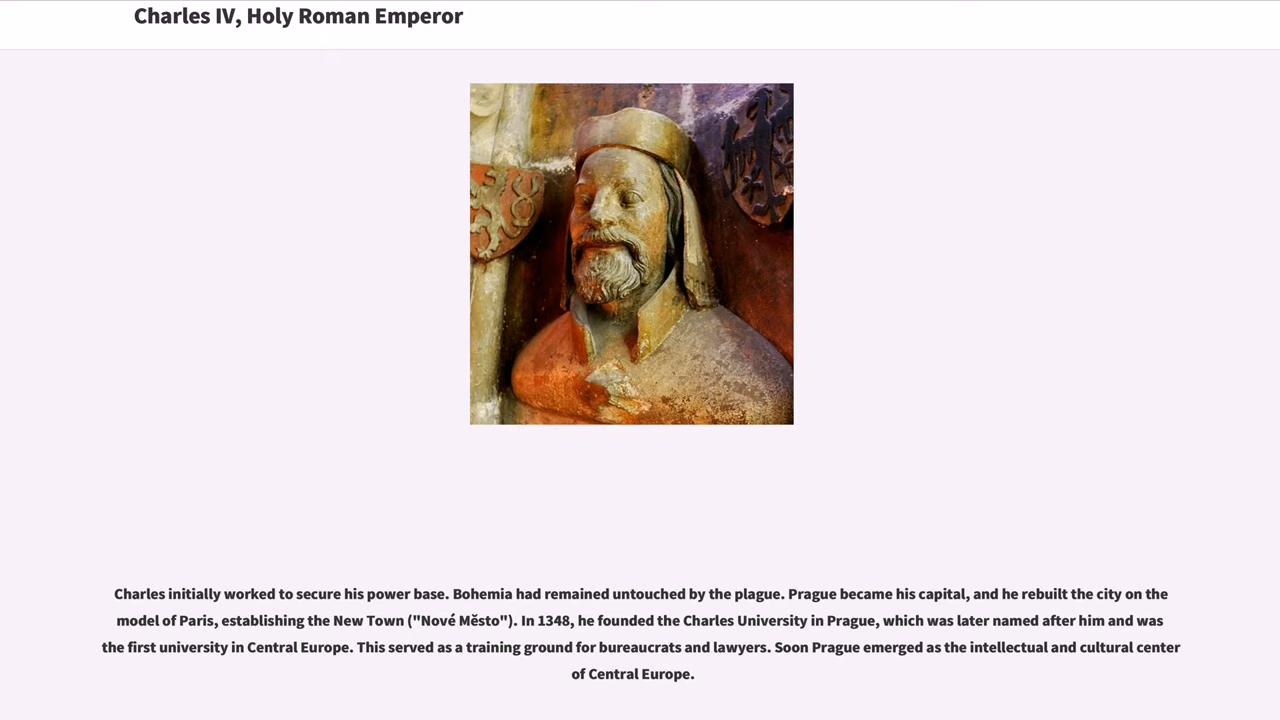 Charles IV, Holy Roman Emperor
Charles initially worked to secure his power base. Bohemia had remained untouched by the plague. Prague became his capital, and he rebuilt the city on the
model of Paris, establishing the New Town ("Nové Město"). In 1348, he founded the Charles University in Prague, which was later named after him and was
the first university in Central Europe. This served as a training ground for bureaucrats and lawyers. Soon Prague emerged as the intellectual and cultural center
of Central Europe.